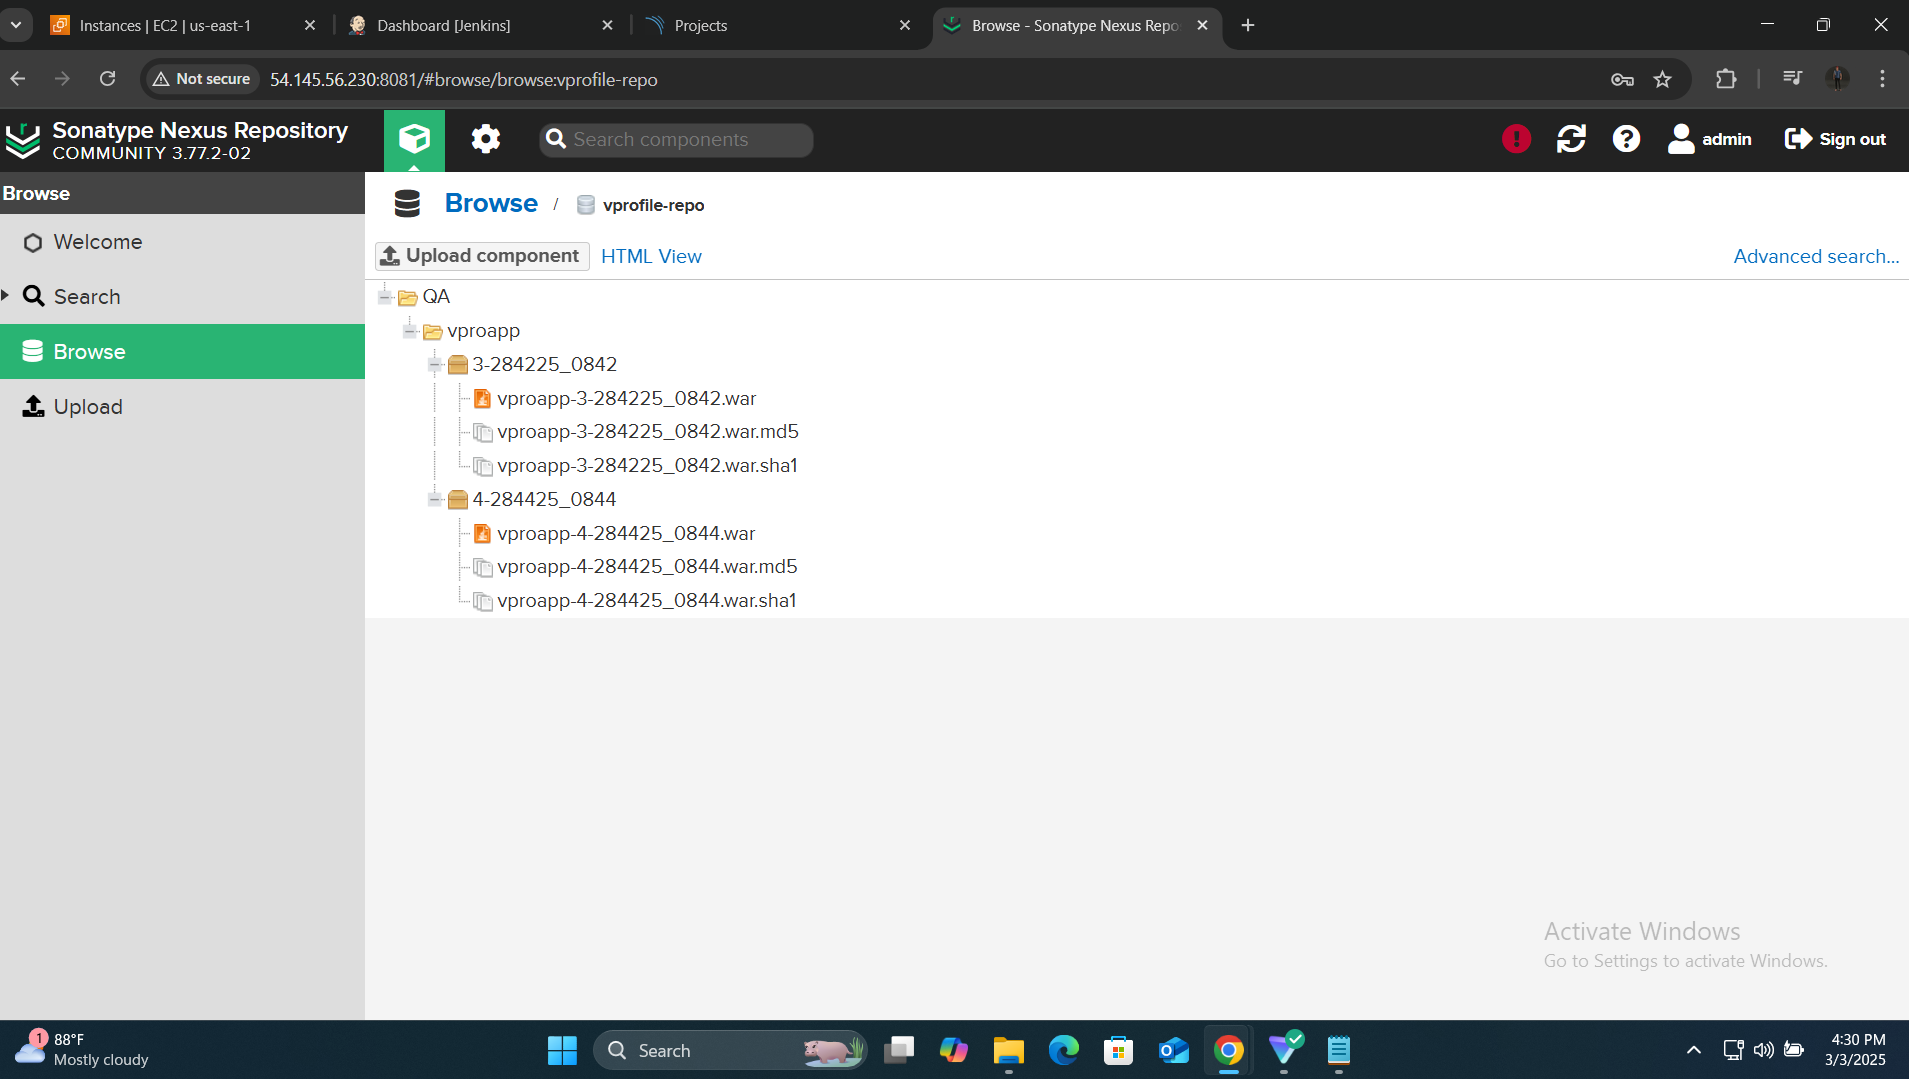 Instances | EC2 | us-east-1
Dashboard [Jenkins]
Projects
Browse - Sonatype Nexus Repo
Not secure
54.145.56.230:8081/#browse/browse:vprofile-repo
Sonatype Nexus Repository
COMMUNITY 3.77.2-02
Search components
admin
Sign out
Browse
Welcome
Search
Browse
Upload
Browse / vprofile-repo
Upload component
HTML View
Advanced search...
QA
vproapp
3-284225_0842
vproapp-3-284225_0842.war
vproapp-3-284225_0842.war.md5
vproapp-3-284225_0842.war.sha1
4-284425_0844
vproapp-4-284425_0844.war
vproapp-4-284425_0844.war.md5
vproapp-4-284425_0844.war.sha1
Activate Windows
Go to Settings to activate Windows.
1
88°F
Mostly cloudy
Search
4:30 PM
3/3/2025